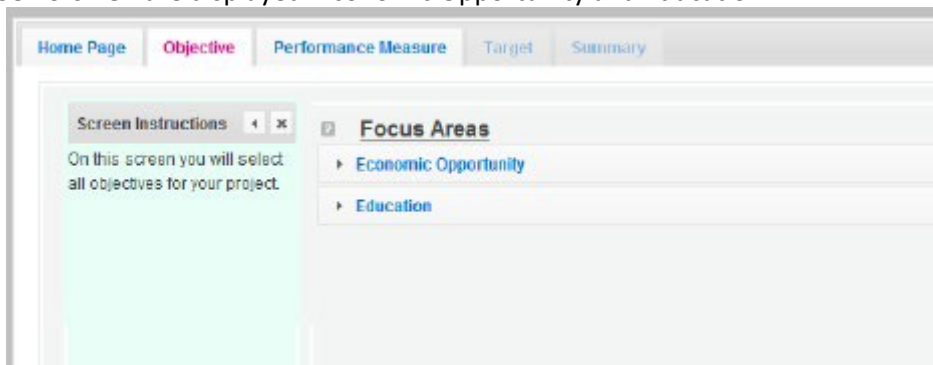 Home Page Objective Performance Measure Target Summary
Screen Instructions
Focus Areas
On this screen you will select
all objectives for your project.
Economic Opportunity
Education